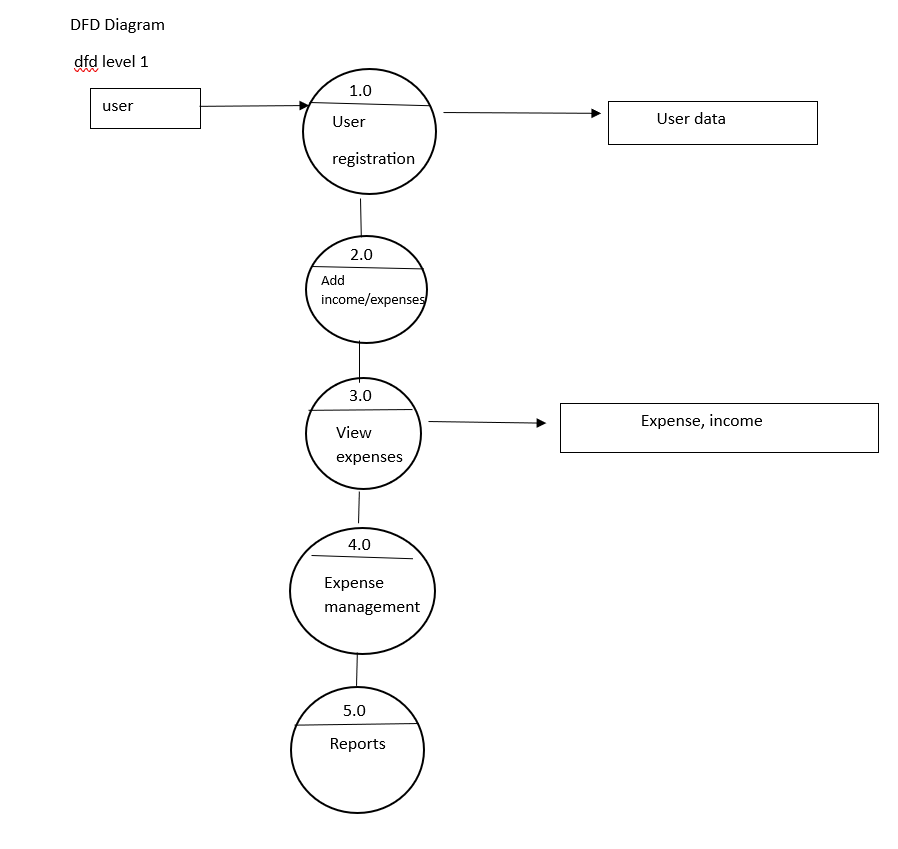 DFD Diagram
dfd level 1
user
1.0
User
registration
User data
2.0
Add
income/expenses
3.0
View
expenses
Expense, income
4.0
Expense
management
5.0
Reports